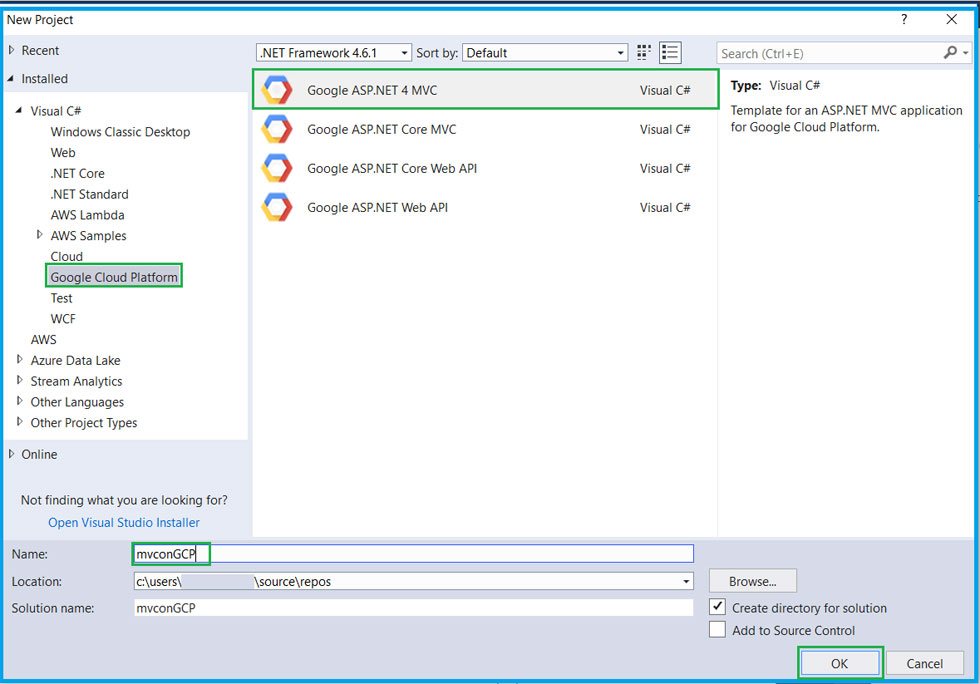 New Project
?
Recent
Installed
Visual C#
Windows Classic Desktop
Web
.NET Core
.NET Standard
AWS Lambda
AWS Samples
Cloud
Google Cloud Platform
Test
WCF
AWS
Azure Data Lake
Stream Analytics
Other Languages
Other Project Types
Online
Not finding what you are looking for?
Open Visual Studio Installer
.NET Framework 4.6.1 Sort by: Default
Google ASP.NET 4 MVC Visual C#
Google ASP.NET Core MVC Visual C#
Google ASP.NET Core Web API Visual C#
Google ASP.NET Web API Visual C#
Search (Ctrl+E)
Type: Visual C#
Template for an ASP.NET MVC application
for Google Cloud Platform.
Name: mvconGCP
Location: c:\users\ \source\repos
Browse...
Solution name: mvconGCP
Create directory for solution
Add to Source Control
OK Cancel